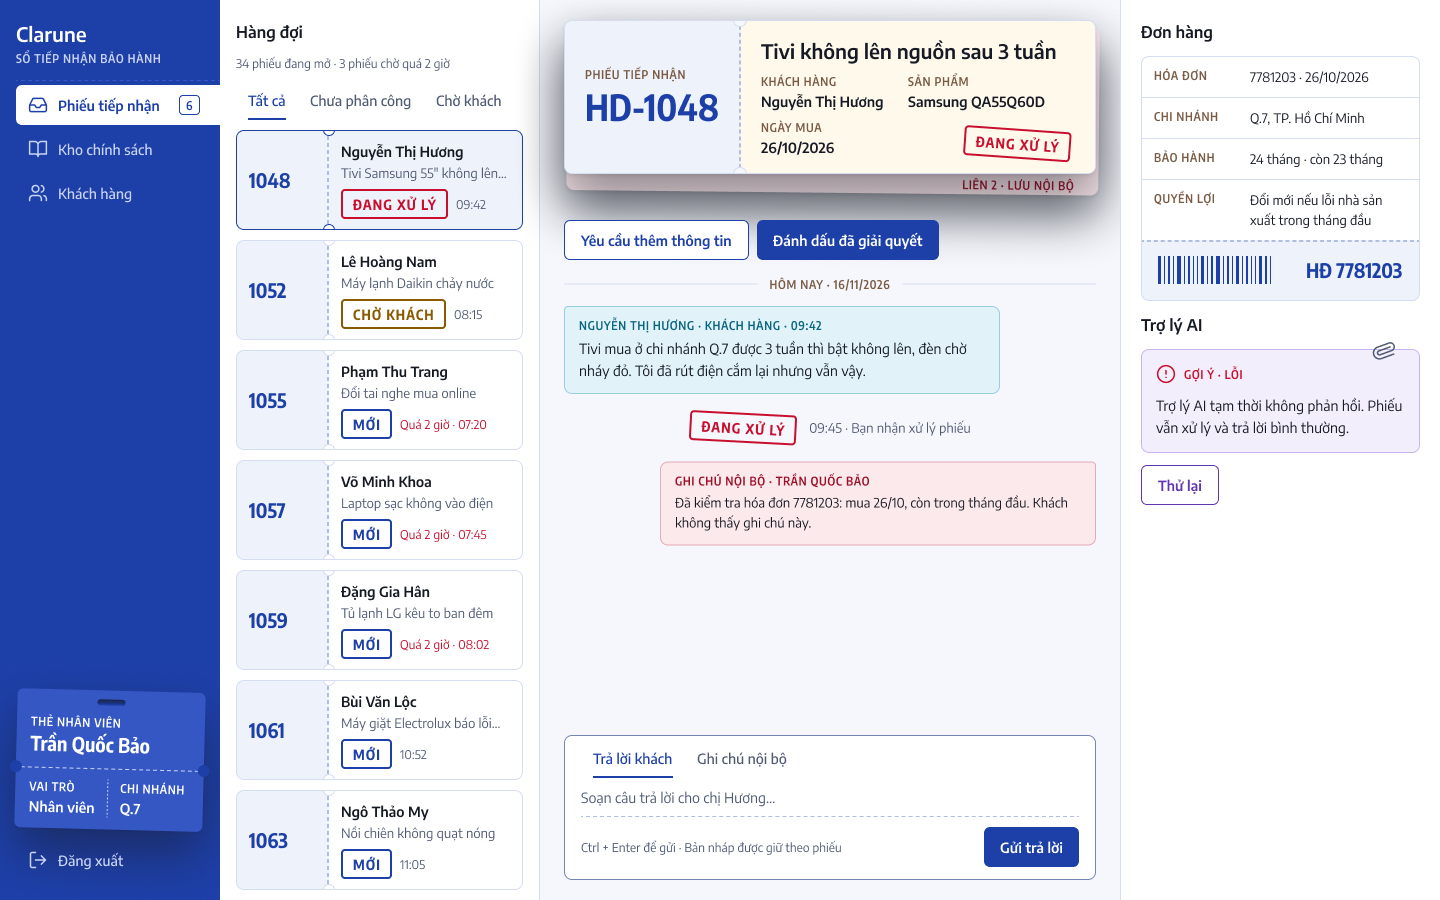 Clarune
SỔ TIẾP NHẬN BẢO HÀNH
Phiếu tiếp nhận 6
Kho chính sách
Khách hàng
THẺ NHÂN VIÊN
Trần Quốc Bảo
VAI TRÒ CHI NHÁNH
Nhân viên Q.7
Đăng xuất
Hàng đợi
34 phiếu đang mở · 3 phiếu chờ quá 2 giờ
Tất cả Chưa phân công Chờ khách
1048
Nguyễn Thị Hương
Tivi Samsung 55" không lên...
ĐANG XỬ LÝ 09:42
1052
Lê Hoàng Nam
Máy lạnh Daikin chảy nước
CHỜ KHÁCH 08:15
1055
Phạm Thu Trang
Đổi tai nghe mua online
MỚI Quá 2 giờ · 07:20
1057
Võ Minh Khoa
Laptop sạc không vào điện
MỚI Quá 2 giờ · 07:45
1059
Đặng Gia Hân
Tủ lạnh LG kêu to ban đêm
MỚI Quá 2 giờ · 08:02
1061
Bùi Văn Lộc
Máy giặt Electrolux báo lỗi...
MỚI 10:52
1063
Ngô Thảo My
Nồi chiên không quạt nóng
MỚI 11:05
PHIẾU TIẾP NHẬN
HD-1048
Tivi không lên nguồn sau 3 tuần
KHÁCH HÀNG SẢN PHẨM
Nguyễn Thị Hương Samsung QA55Q60D
NGÀY MUA
26/10/2026
ĐANG XỬ LÝ
LIÊN 2 · LƯU NỘI BỘ
Yêu cầu thêm thông tin Đánh dấu đã giải quyết
HÔM NAY · 16/11/2026
NGUYỄN THỊ HƯƠNG · KHÁCH HÀNG · 09:42
Tivi mua ở chi nhánh Q.7 được 3 tuần thì bật không lên, đèn chờ
nháy đỏ. Tôi đã rút điện cắm lại nhưng vẫn vậy.
ĐANG XỬ LÝ 09:45 · Bạn nhận xử lý phiếu
GHI CHÚ NỘI BỘ · TRẦN QUỐC BẢO
Đã kiểm tra hóa đơn 7781203: mua 26/10, còn trong tháng đầu. Khách
không thấy ghi chú này.
Trả lời khách Ghi chú nội bộ
Soạn câu trả lời cho chị Hương...
Ctrl + Enter để gửi · Bản nháp được giữ theo phiếu
Gửi trả lời
Đơn hàng
HÓA ĐƠN 7781203 · 26/10/2026
CHI NHÁNH Q.7, TP. Hồ Chí Minh
BẢO HÀNH 24 tháng · còn 23 tháng
QUYỀN LỢI Đổi mới nếu lỗi nhà sản
xuất trong tháng đầu
HĐ 7781203
Trợ lý AI
GỢI Ý · LỖI
Trợ lý AI tạm thời không phản hồi. Phiếu
vẫn xử lý và trả lời bình thường.
Thử lại